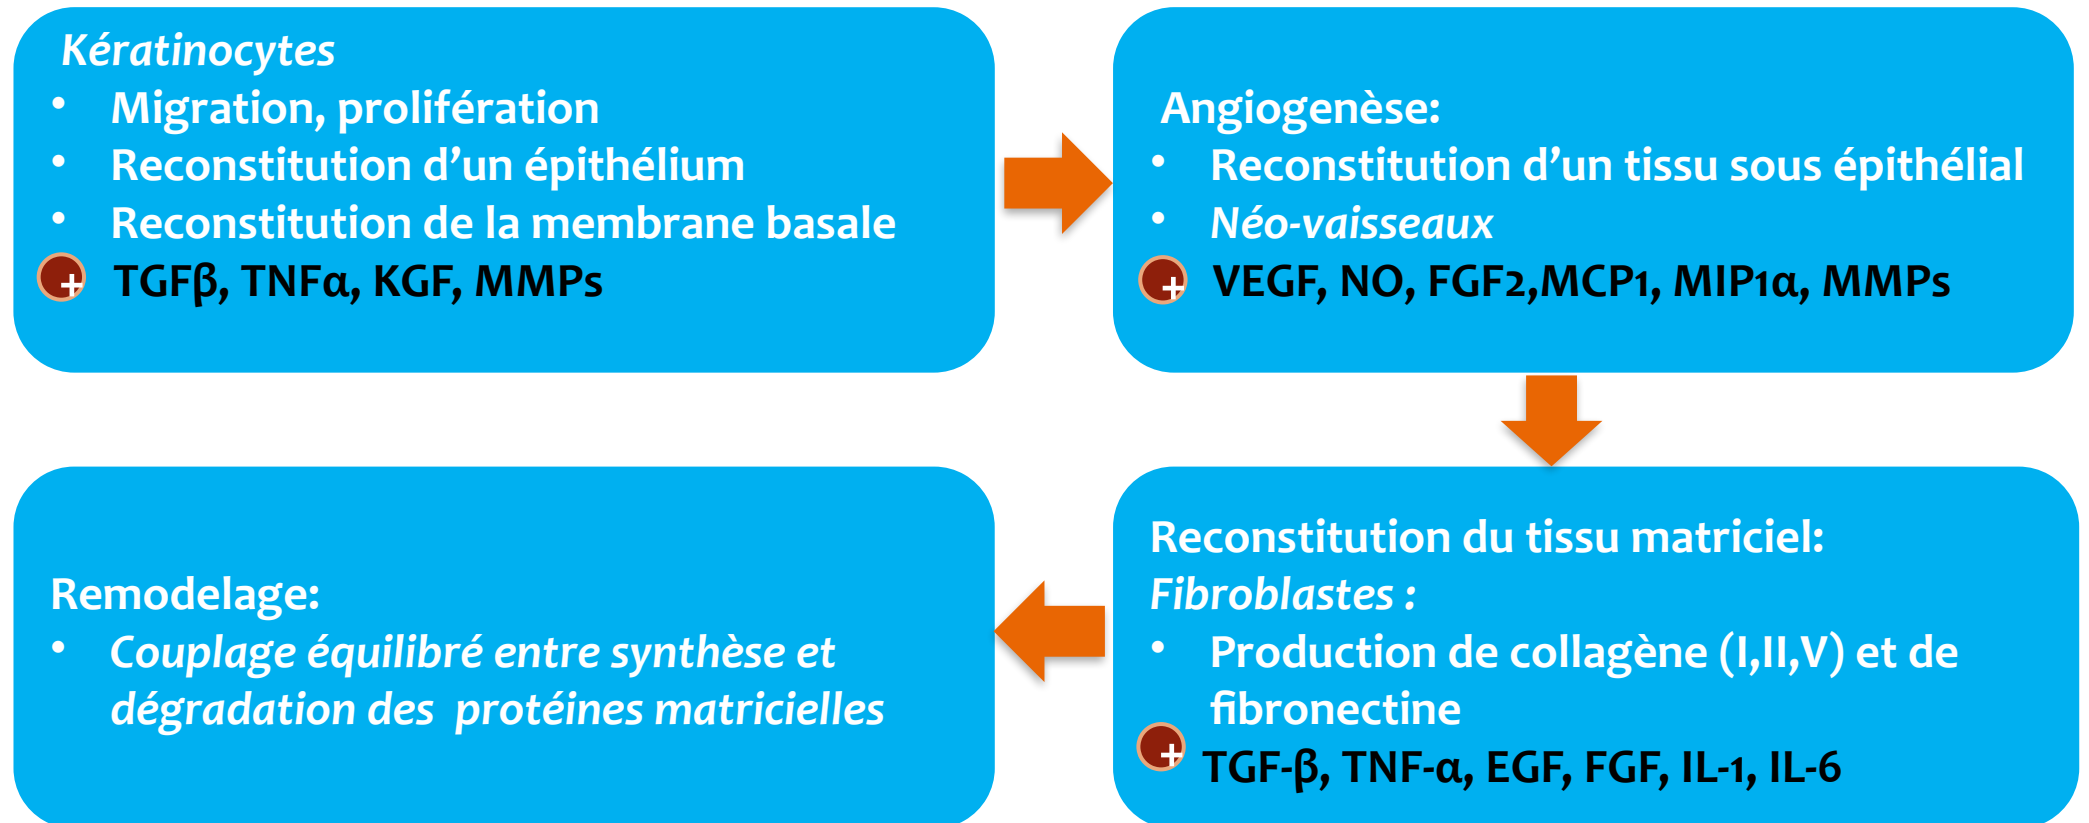 Kératinocytes
• Migration, prolifération
• Reconstitution d’un épithélium
• Reconstitution de la membrane basale
+ TGFβ, TNFα, KGF, MMPs
Angiogenèse:
• Reconstitution d’un tissu sous épithélial
• Néo-vaisseaux
+ VEGF, NO, FGF2,MCP1, MIP1α, MMPs
Reconstitution du tissu matriciel:
Fibroblastes :
• Production de collagène (I,II,V) et de
fibronectine
+ TGF-β, TNF-α, EGF, FGF, IL-1, IL-6
Remodelage:
• Couplage équilibré entre synthèse et
dégradation des  protéines matricielles